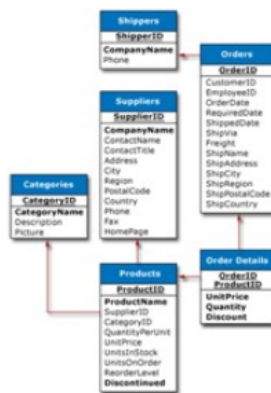 Shippers
ShipperID
CompanyName
Phone
Orders
OrderID
CustomerID
EmployeeID
OrderDate
RequiredDate
ShippedDate
ShipVia
Freight
ShipName
ShipAddress
ShipCity
ShipRegion
ShipPostalCode
ShipCountry
Suppliers
SupplierID
CompanyName
ContactName
ContactTitle
Address
City
Region
PostalCode
Country
Phone
Fax
HomePage
Categories
CategoryID
CategoryName
Description
Picture
Products
ProductID
ProductName
SupplierID
CategoryID
QuantityPerUnit
UnitPrice
UnitsInStock
UnitsOnOrder
ReorderLevel
Discontinued
Order Details
OrderID
ProductID
UnitPrice
Quantity
Discount